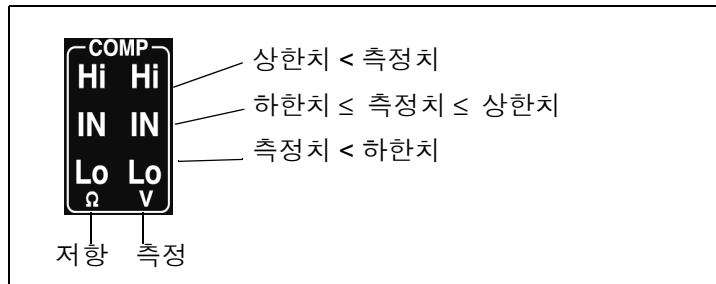 COMP
Hi Hi
IN IN
Lo Lo
Ω V
상한치 < 측정치
하한치 ≤ 측정치 ≤ 상한치
측정치 < 하한치
저항 측정